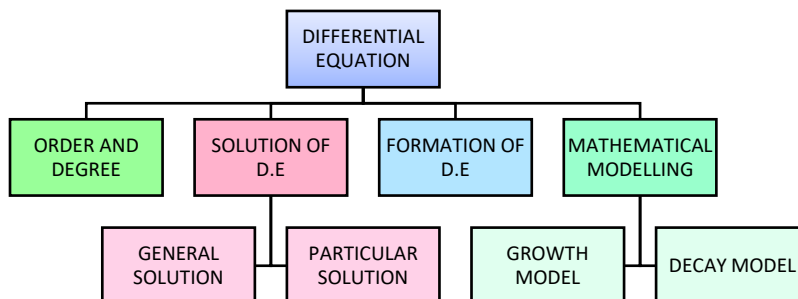 DIFFERENTIAL
EQUATION
ORDER AND
DEGREE
SOLUTION OF
D.E
FORMATION OF
D.E
MATHEMATICAL
MODELLING
GENERAL
SOLUTION
PARTICULAR
SOLUTION
GROWTH
MODEL
DECAY MODEL